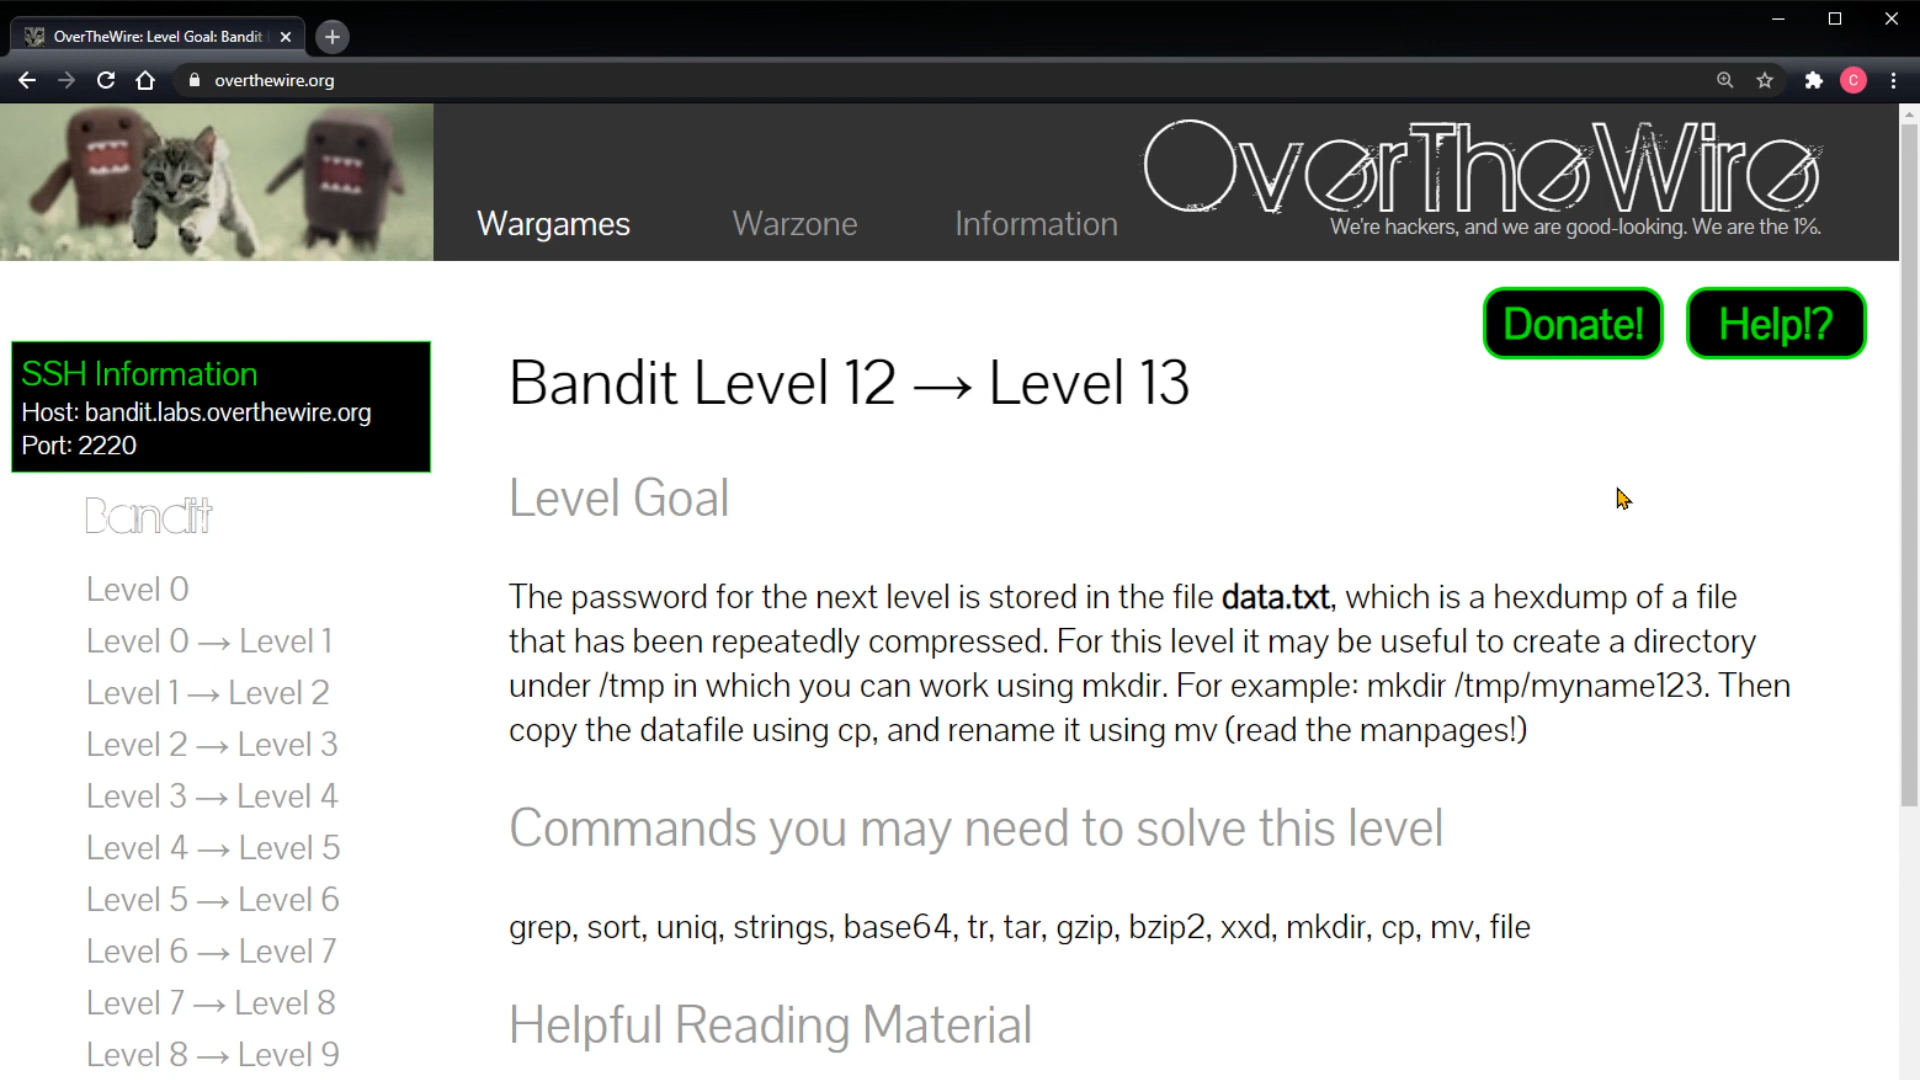 OverTheWire: Level Goal: Bandit
overthewire.org
C
OverTheWire
We're hackers, and we are good-looking. We are the 1%.
Wargames
Warzone
Information
Donate!
Help!?
SSH Information
Host: bandit.labs.overthewire.org
Port: 2220
Bandit
Level 0
Level 0 → Level 1
Level 1 → Level 2
Level 2 → Level 3
Level 3 → Level 4
Level 4 → Level 5
Level 5 → Level 6
Level 6 → Level 7
Level 7 → Level 8
Level 8 → Level 9
Bandit Level 12 → Level 13
Level Goal
The password for the next level is stored in the file data.txt, which is a hexdump of a file
that has been repeatedly compressed. For this level it may be useful to create a directory
under /tmp in which you can work using mkdir. For example: mkdir /tmp/myname123. Then
copy the datafile using cp, and rename it using mv (read the manpages!)
Commands you may need to solve this level
grep, sort, uniq, strings, base64, tr, tar, gzip, bzip2, xxd, mkdir, cp, mv, file
Helpful Reading Material